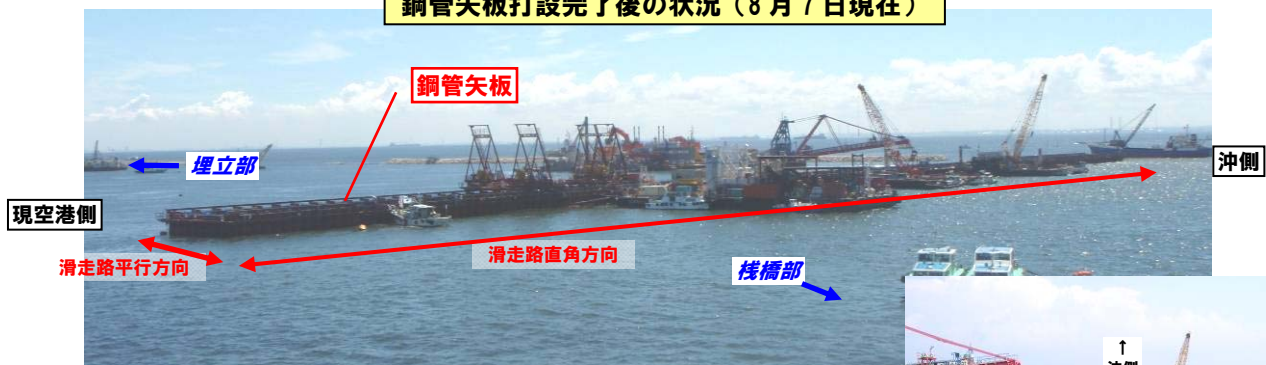 鋼管矢板打設完了後の状況（8月7日現在）
鋼管矢板
埋立部
沖側
現空港側
滑走路平行方向
滑走路直角方向
桟橋部
↑
沖側